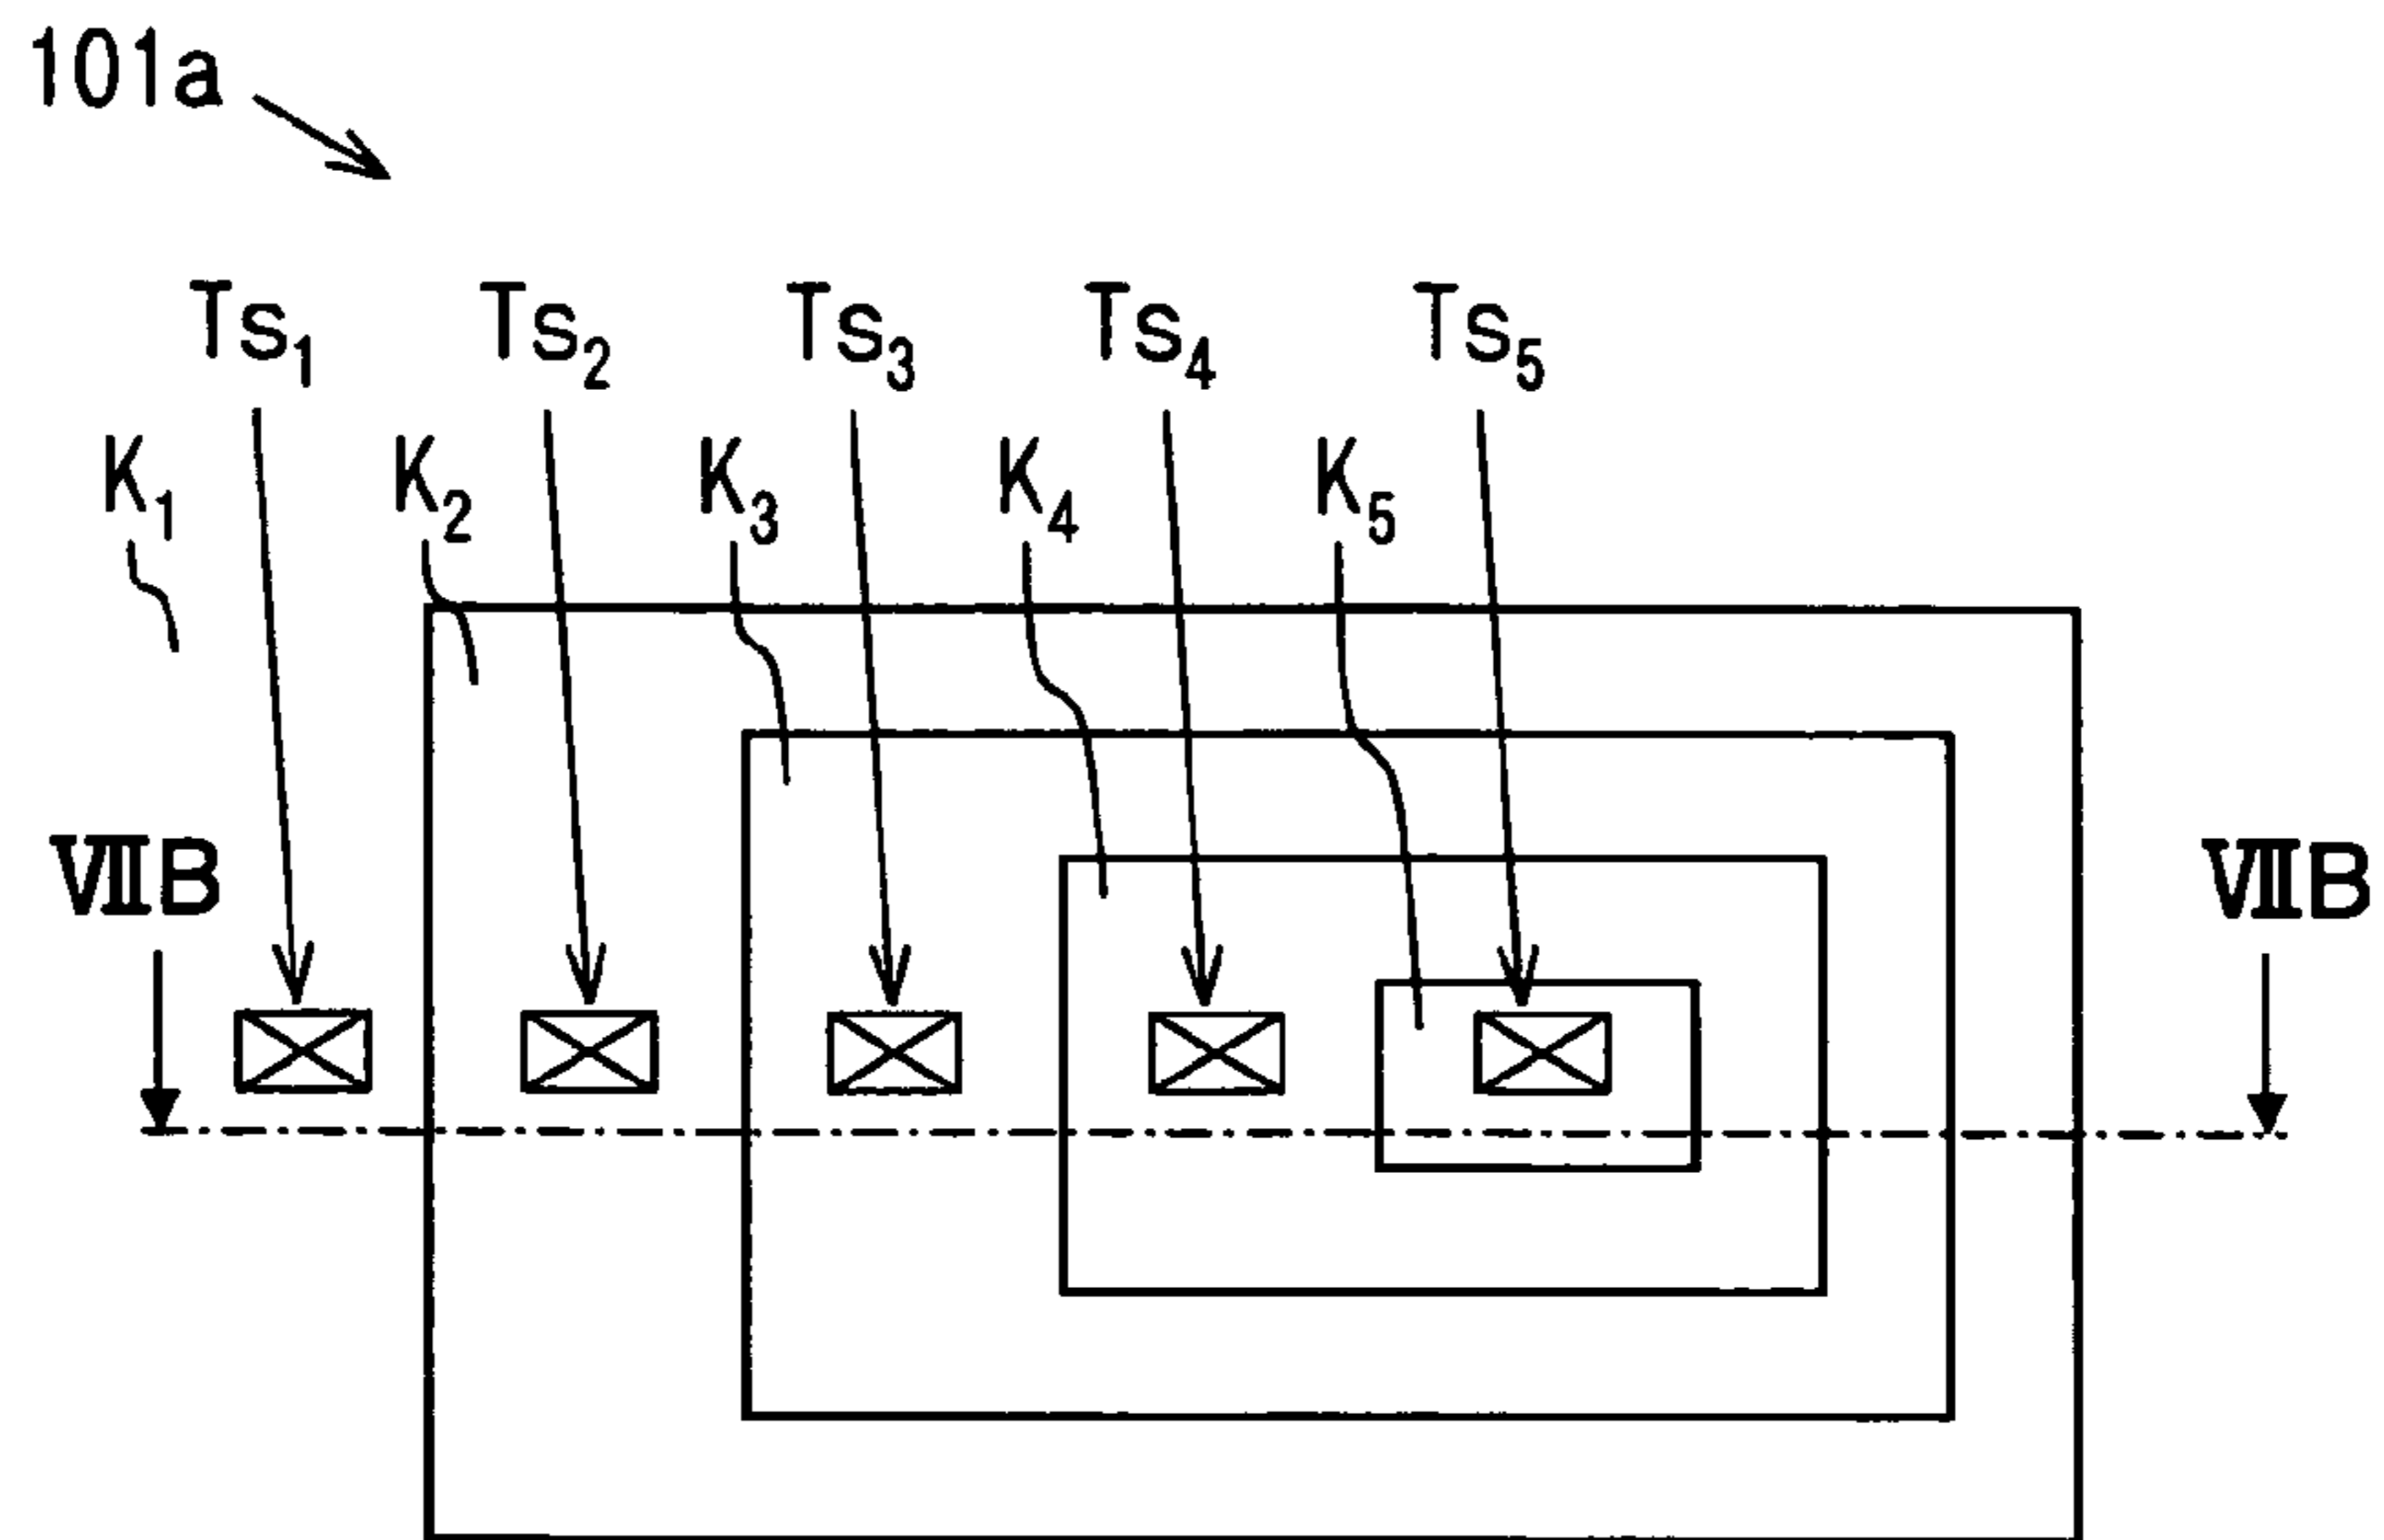 101a
Ts₁ Ts₂ Ts₃ Ts₄ Ts₅
K₁ K₂ K₃ K₄ K₅
ⅦB ⅦB